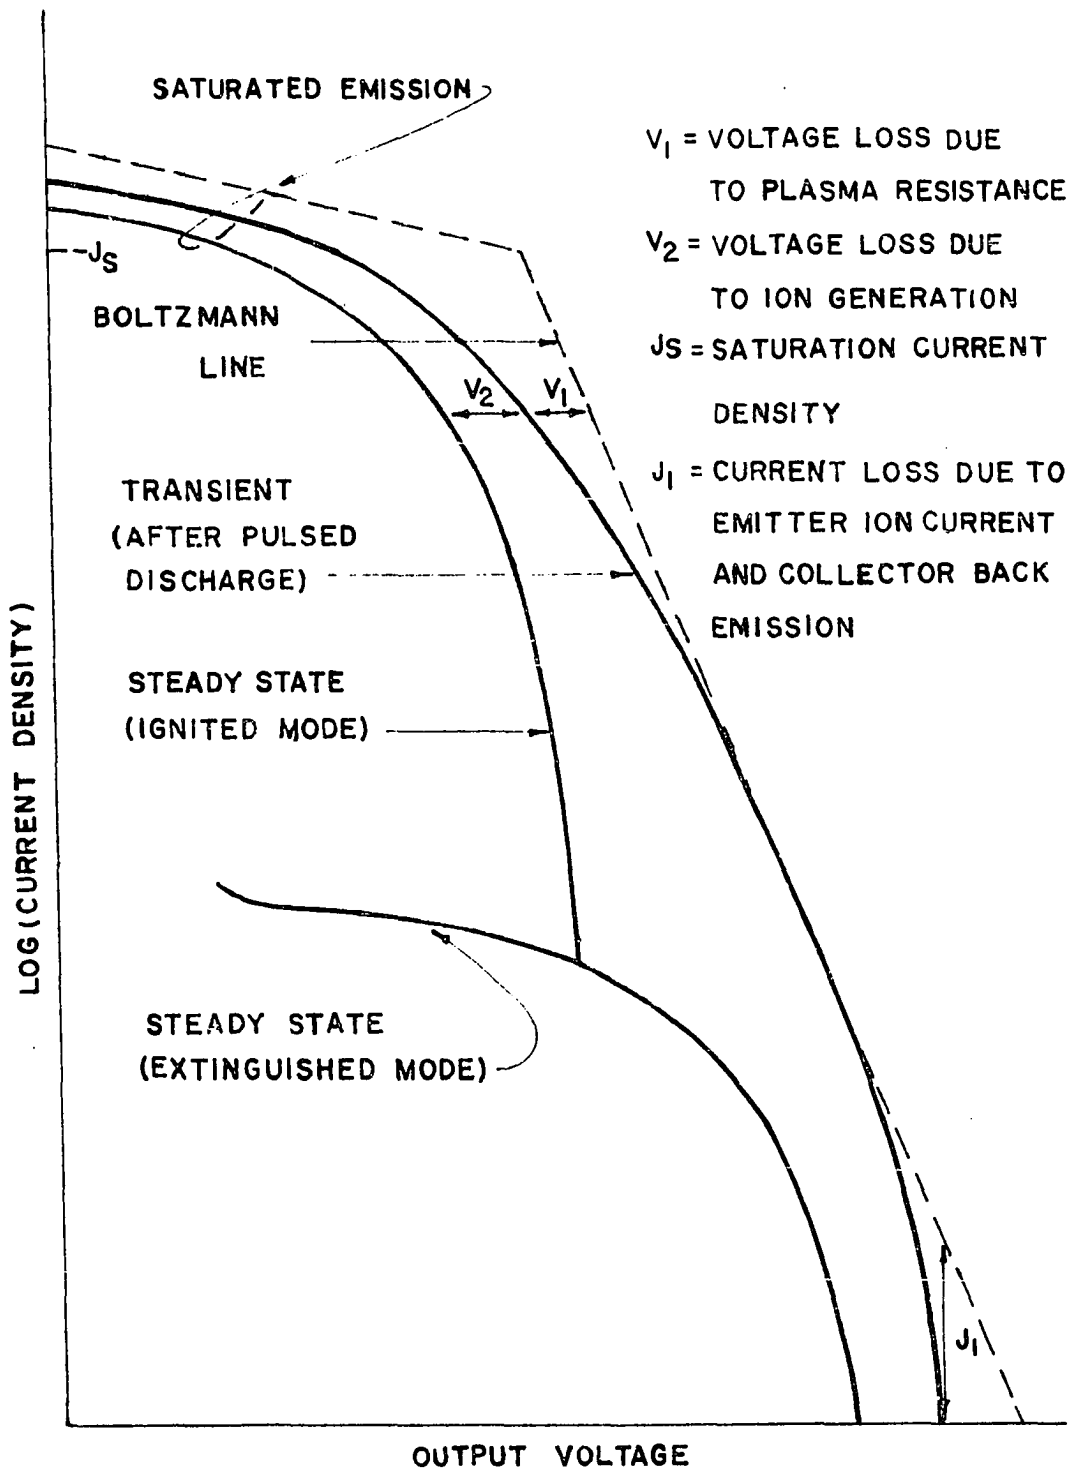 SATURATED EMISSION
V₁ = VOLTAGE LOSS DUE
TO PLASMA RESISTANCE
V₂ = VOLTAGE LOSS DUE
TO ION GENERATION
JS = SATURATION CURRENT
DENSITY
J₁ = CURRENT LOSS DUE TO
EMITTER ION CURRENT
AND COLLECTOR BACK
EMISSION
JS
BOLTZMANN
LINE
V₂
V₁
TRANSIENT
(AFTER PULSED
DISCHARGE)
STEADY STATE
(IGNITED MODE)
STEADY STATE
(EXTINGUISHED MODE)
J₁
LOG (CURRENT DENSITY)
OUTPUT VOLTAGE